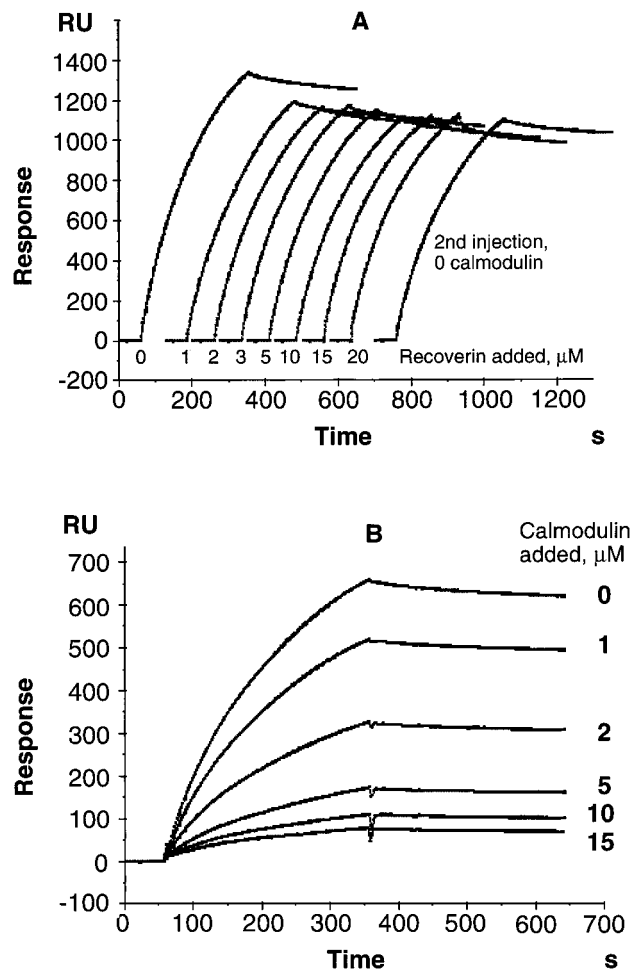 RU
A
1400
1200
1000
800
600
400
200
0
-200
Response
2nd injection,
0 calmodulin
0 1 2 3 5 10 15 20 Recoverin added, μM
0 200 400 600 800 1000 1200
Time s
RU
B
Calmodulin
added, μM
700
600
500
400
300
200
100
0
-100
Response
0
1
2
5
10
15
0 100 200 300 400 500 600 700
Time s